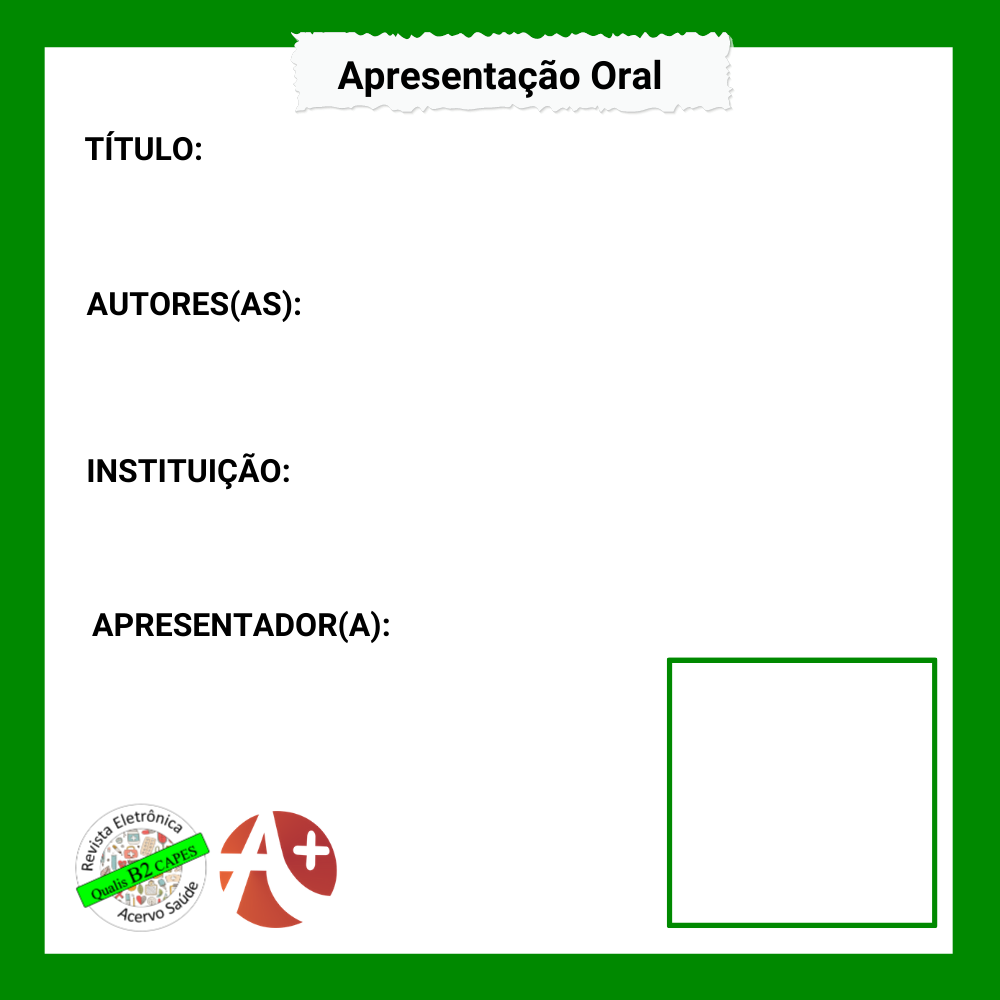 Apresentação Oral
TÍTULO:
AUTORES(AS):
INSTITUIÇÃO:
APRESENTADOR(A):
Revista Eletrônica
Qualis B2 CAPES
Acervo Saúde
A+